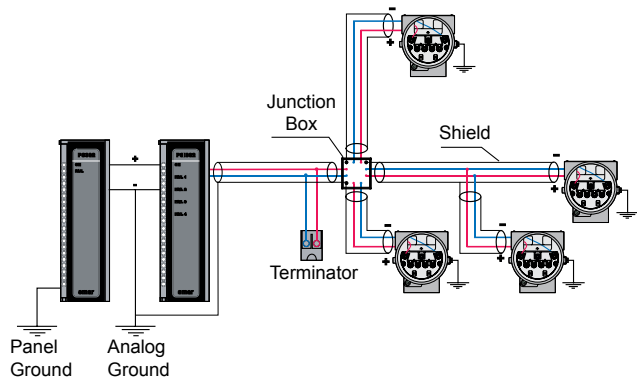 Junction
Box
Shield
+
-
Terminator
Panel
Ground
Analog
Ground
-
+
-
+
-
+
-
+